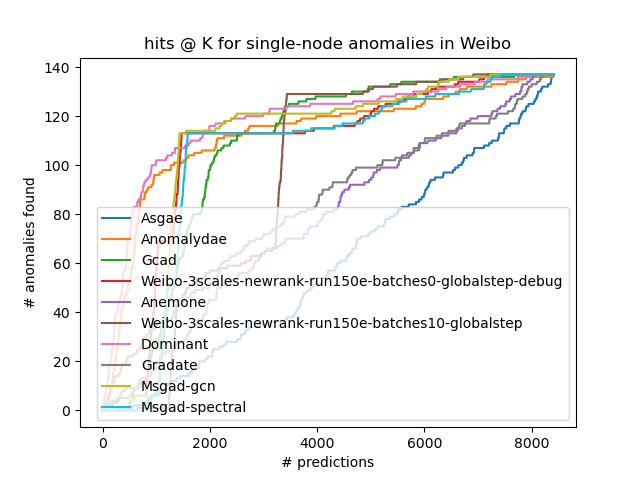 hits @ K for single-node anomalies in Weibo
140
120
100
80
60
40
20
0
# anomalies found
Asgae
Anomalydae
Gcad
Weibo-3scales-newrank-run150e-batches0-globalstep-debug
Anemone
Weibo-3scales-newrank-run150e-batches10-globalstep
Dominant
Gradate
Msgad-gcn
Msgad-spectral
0 2000 4000 6000 8000
# predictions